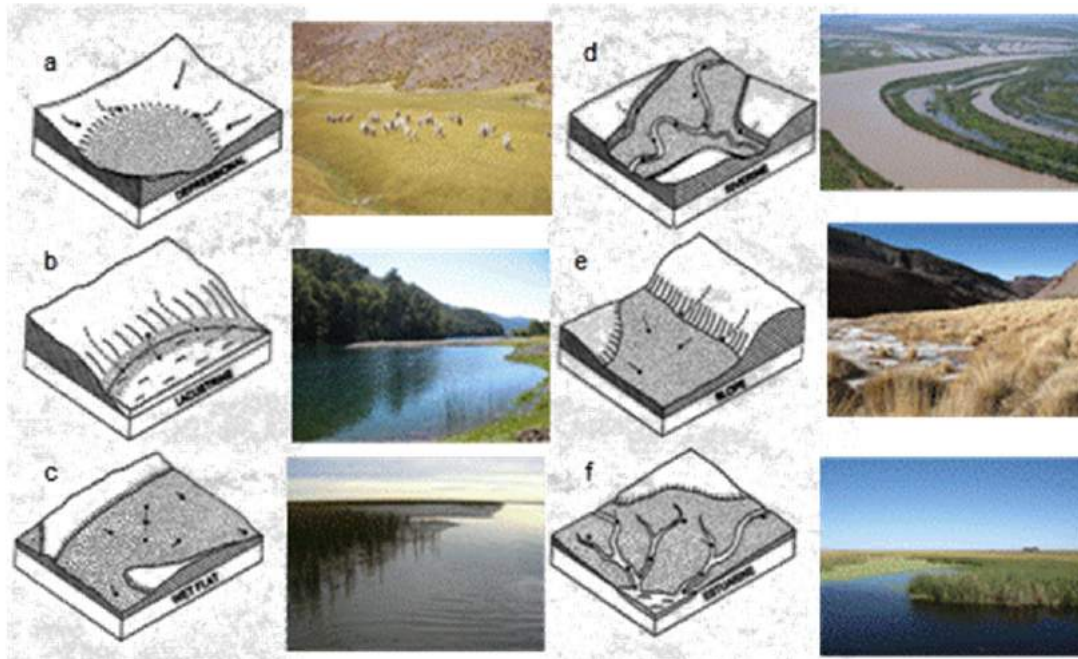 a
DEPRESSIONAL
b
LACUSTRINE
c
WET FLAT
d
RIVERINE
e
SLOPE
f
ESTUARINE